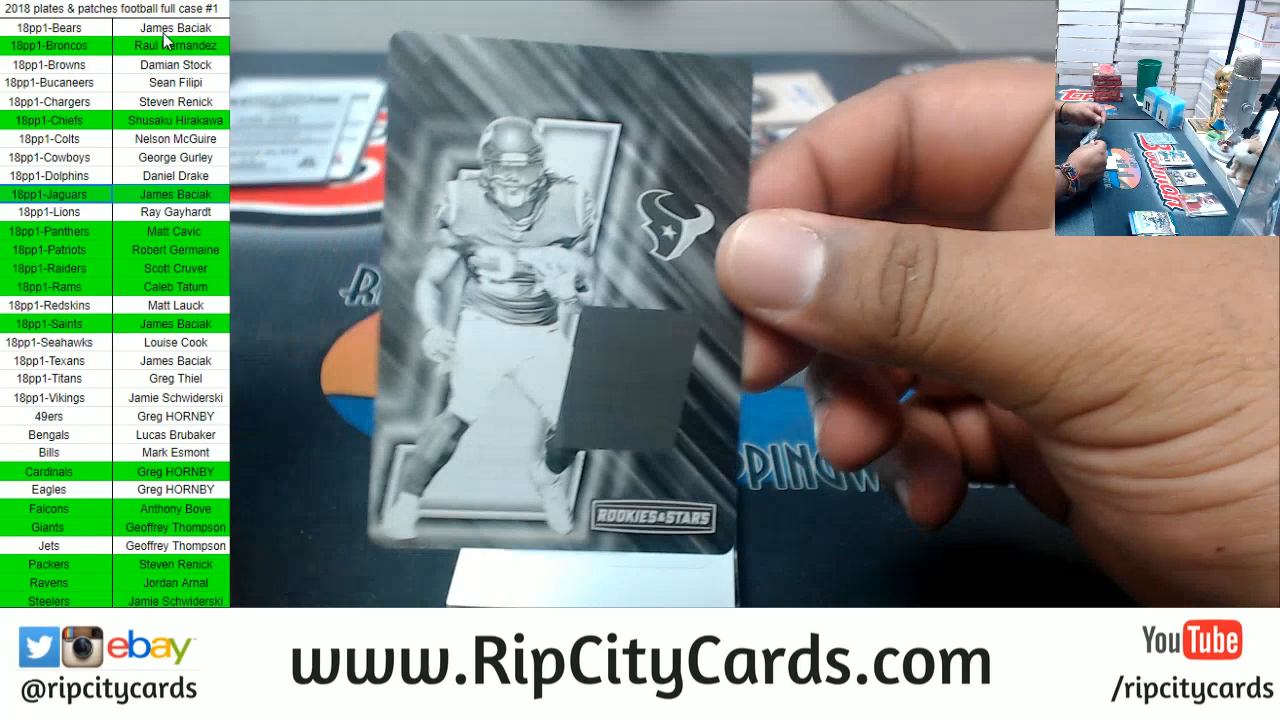 2018 plates & patches football full case #1
18pp1-Bears James Baciak
18pp1-Broncos Raul Hernandez
18pp1-Browns Damian Stock
18pp1-Bucaneers Sean Filipi
18pp1-Chargers Steven Renick
18pp1-Chiefs Shusaku Hirakawa
18pp1-Colts Nelson McGuire
18pp1-Cowboys George Gurley
18pp1-Dolphins Daniel Drake
18pp1-Jaguars James Baciak
18pp1-Lions Ray Gayhardt
18pp1-Panthers Matt Cavic
18pp1-Patriots Robert Germaine
18pp1-Raiders Scott Cruver
18pp1-Rams Caleb Tatum
18pp1-Redskins Matt Lauck
18pp1-Saints James Baciak
18pp1-Seahawks Louise Cook
18pp1-Texans James Baciak
18pp1-Titans Greg Thiel
18pp1-Vikings Jamie Schwiderski
49ers Greg HORNBY
Bengals Lucas Brubaker
Bills Mark Esmont
Cardinals Greg HORNBY
Eagles Greg HORNBY
Falcons Anthony Bove
Giants Geoffrey Thompson
Jets Geoffrey Thompson
Packers Steven Renick
Ravens Jordan Arnal
Steelers Jamie Schwiderski
ROOKIES & STARS
Topps
Bowman
ebay
@ripcitycards
www.RipCityCards.com
YouTube
/ripcitycards